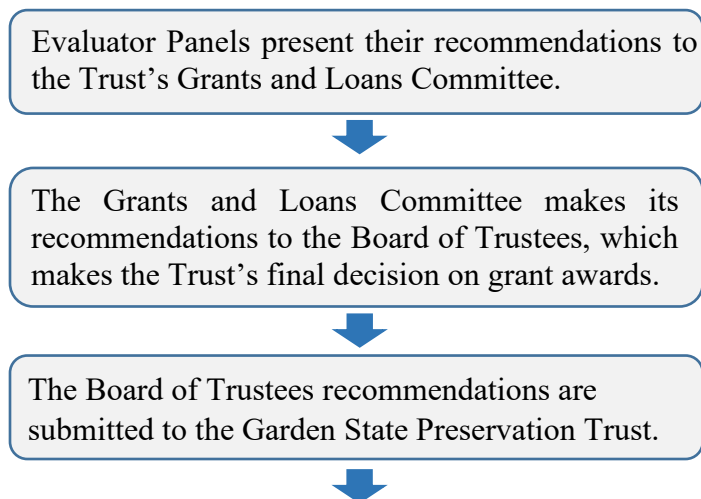 Evaluator Panels present their recommendations to
the Trust’s Grants and Loans Committee.
The Grants and Loans Committee makes its
recommendations to the Board of Trustees, which
makes the Trust’s final decision on grant awards.
The Board of Trustees recommendations are
submitted to the Garden State Preservation Trust.